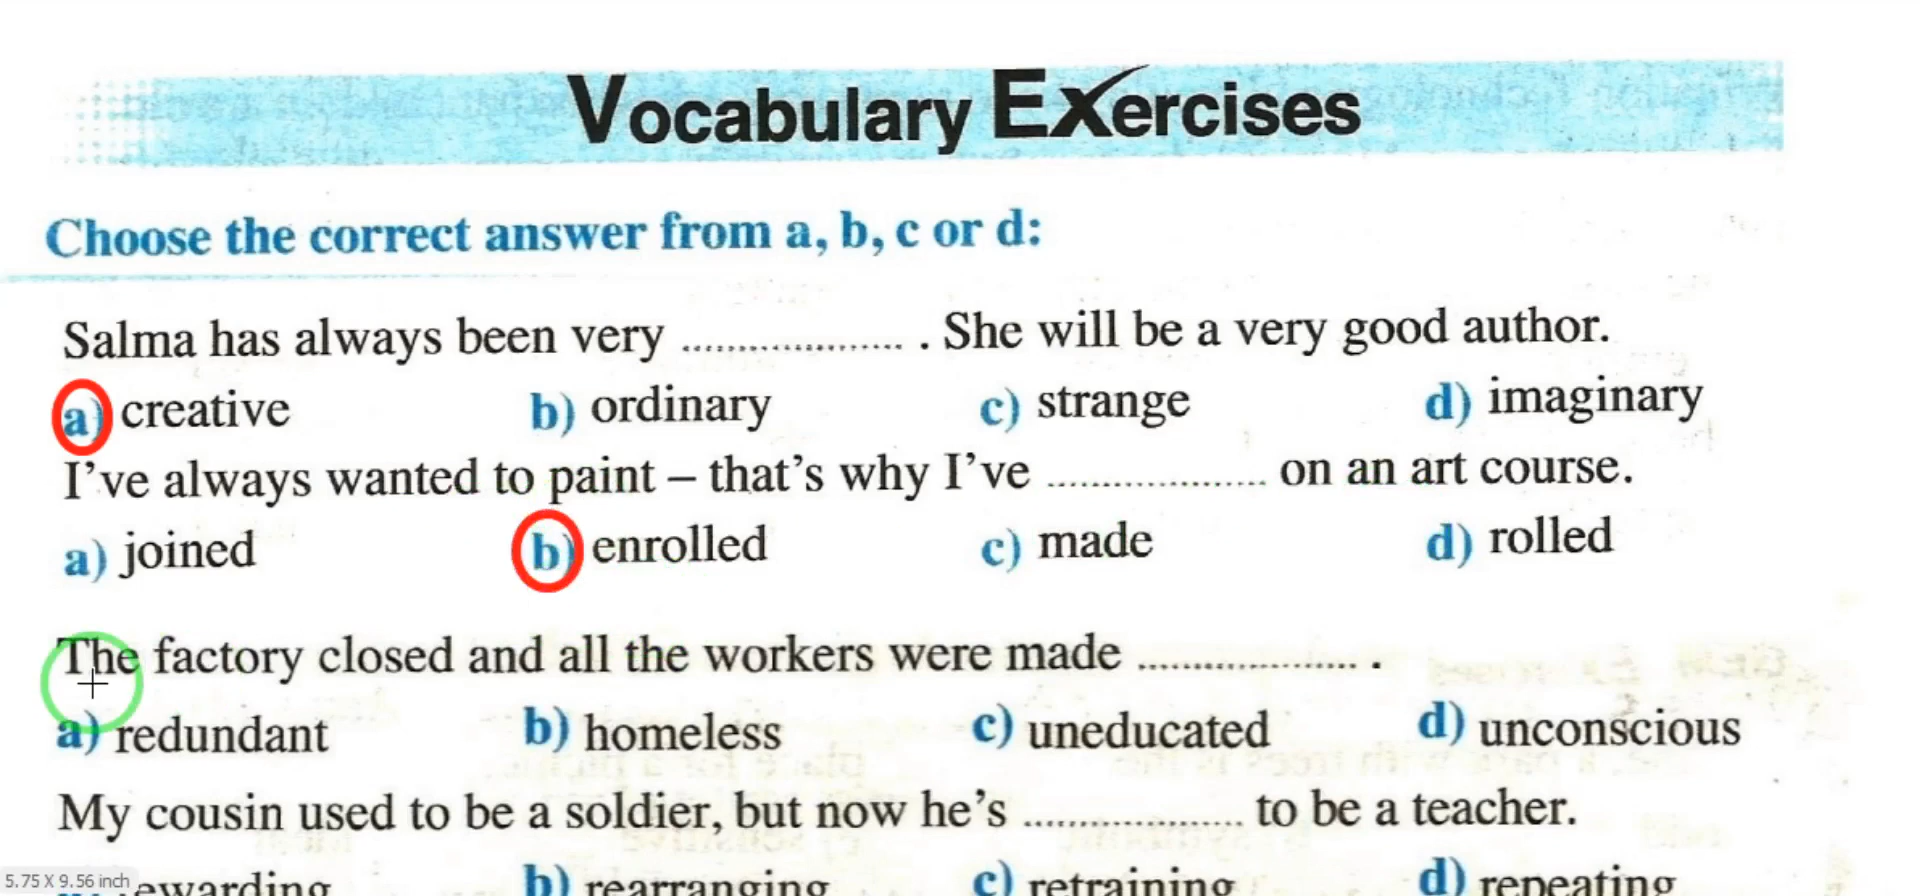 Vocabulary Exercises
Choose the correct answer from a, b, c or d:
Salma has always been very .................... . She will be a very good author.
a) creative b) ordinary c) strange d) imaginary
I've always wanted to paint – that's why I've .................... on an art course.
a) joined b) enrolled c) made d) rolled
The factory closed and all the workers were made .................... .
a) redundant b) homeless c) uneducated d) unconscious
My cousin used to be a soldier, but now he's .................... to be a teacher.
b) rearranging c) retraining d) repeating
5.75 X 9.56 inch